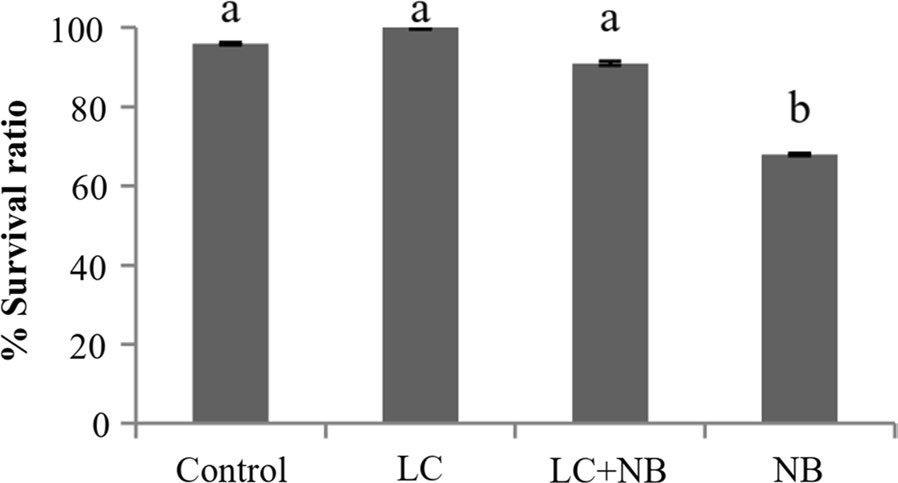 % Survival ratio
100
80
60
40
20
0
a
a
a
b
Control
LC
LC+NB
NB